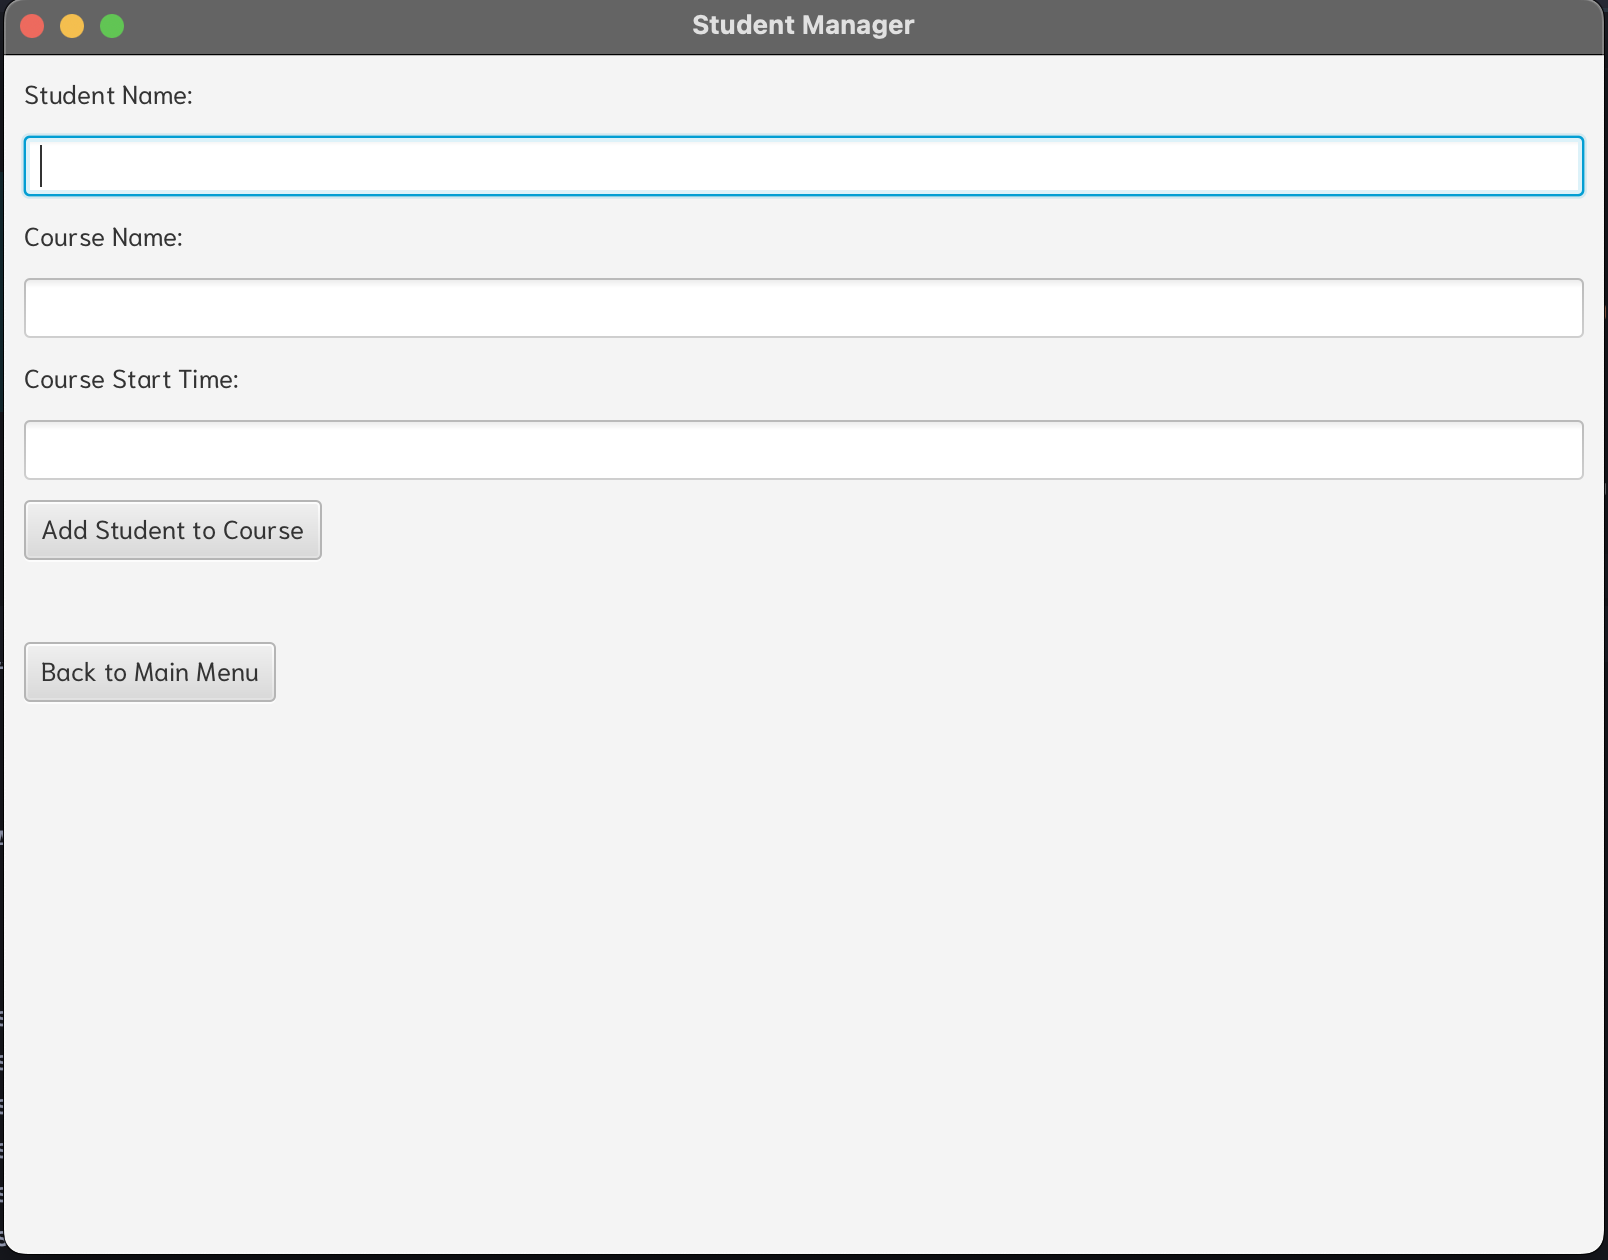 Student Manager
Student Name:
Course Name:
Course Start Time:
Add Student to Course
Back to Main Menu